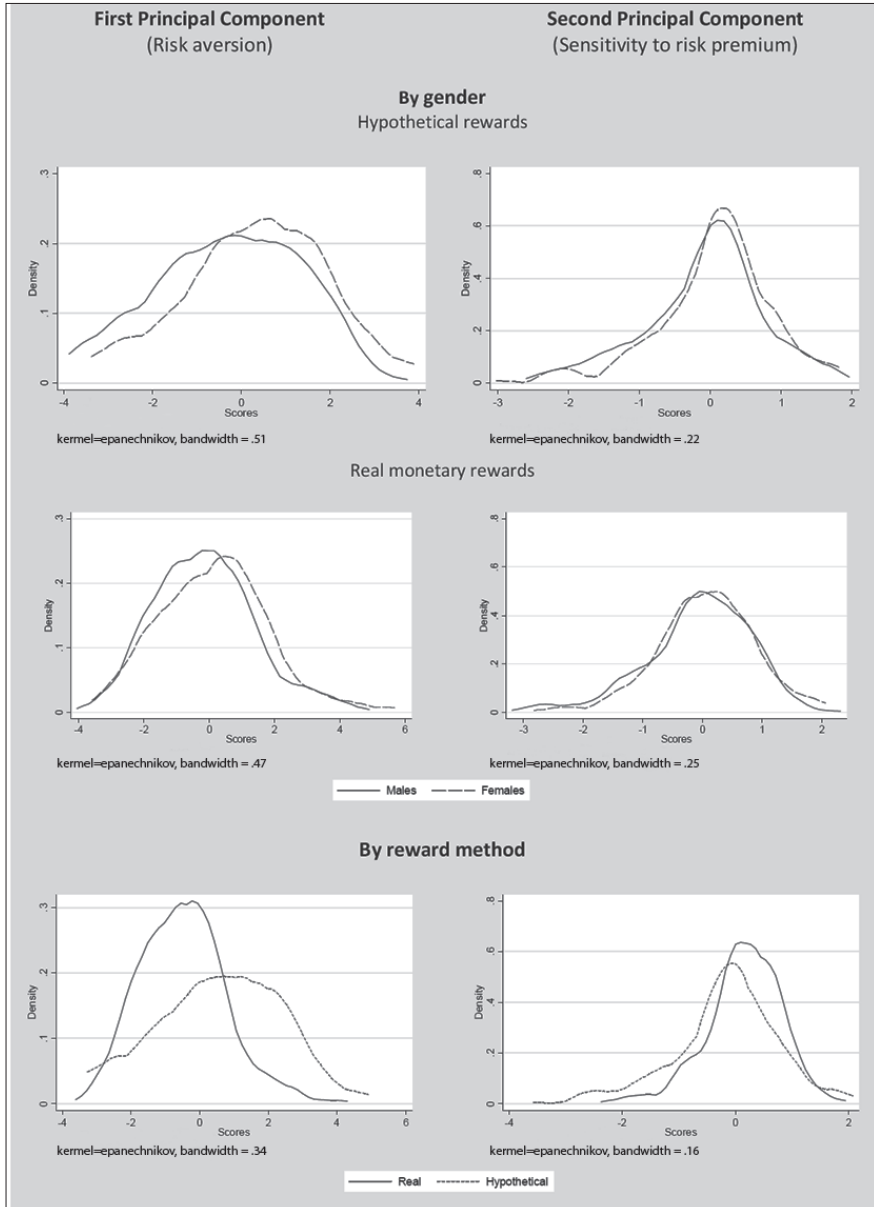 First Principal Component
(Risk aversion)
Second Principal Component
(Sensitivity to risk premium)
By gender
Hypothetical rewards
.3
.2
.1
0
Density
-4 -2 0 2 4
Scores
kernel=epanechnikov, bandwidth = .51
.8
.6
.4
.2
0
Density
-3 -2 -1 0 1 2
Scores
kernel=epanechnikov, bandwidth = .22
Real monetary rewards
.3
.2
.1
0
Density
-4 -2 0 2 4 6
Scores
kernel=epanechnikov, bandwidth = .47
.8
.6
.4
.2
0
Density
-3 -2 -1 0 1 2
Scores
kernel=epanechnikov, bandwidth = .25
Males Females
By reward method
.3
.2
.1
0
Density
-4 -2 0 2 4 6
Scores
kernel=epanechnikov, bandwidth = .34
.8
.6
.4
.2
0
Density
-4 -2 0 2
Scores
kernel=epanechnikov, bandwidth = .16
Real Hypothetical